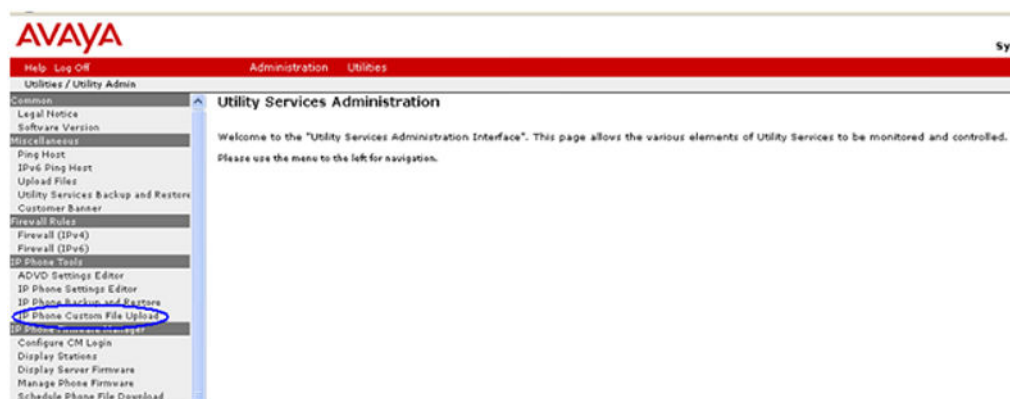 AVAYA
Sy
Help Log Off
Administration Utilities
Utilities / Utility Admin
Common
Legal Notice
Software Version
Miscellaneous
Ping Host
IPv6 Ping Host
Upload Files
Utility Services Backup and Restore
Customer Banner
Firewall Rules
Firewall (IPv4)
Firewall (IPv6)
IP Phone Tools
ADVD Settings Editor
IP Phone Settings Editor
IP Phone Backup and Restore
IP Phone Custom File Upload
IP Phone Firmware Manager
Configure CM Login
Display Stations
Display Server Firmware
Manage Phone Firmware
Schedule Phone File Download
Utility Services Administration
Welcome to the "Utility Services Administration Interface". This page allows the various elements of Utility Services to be monitored and controlled.
Please use the menu to the left for navigation.